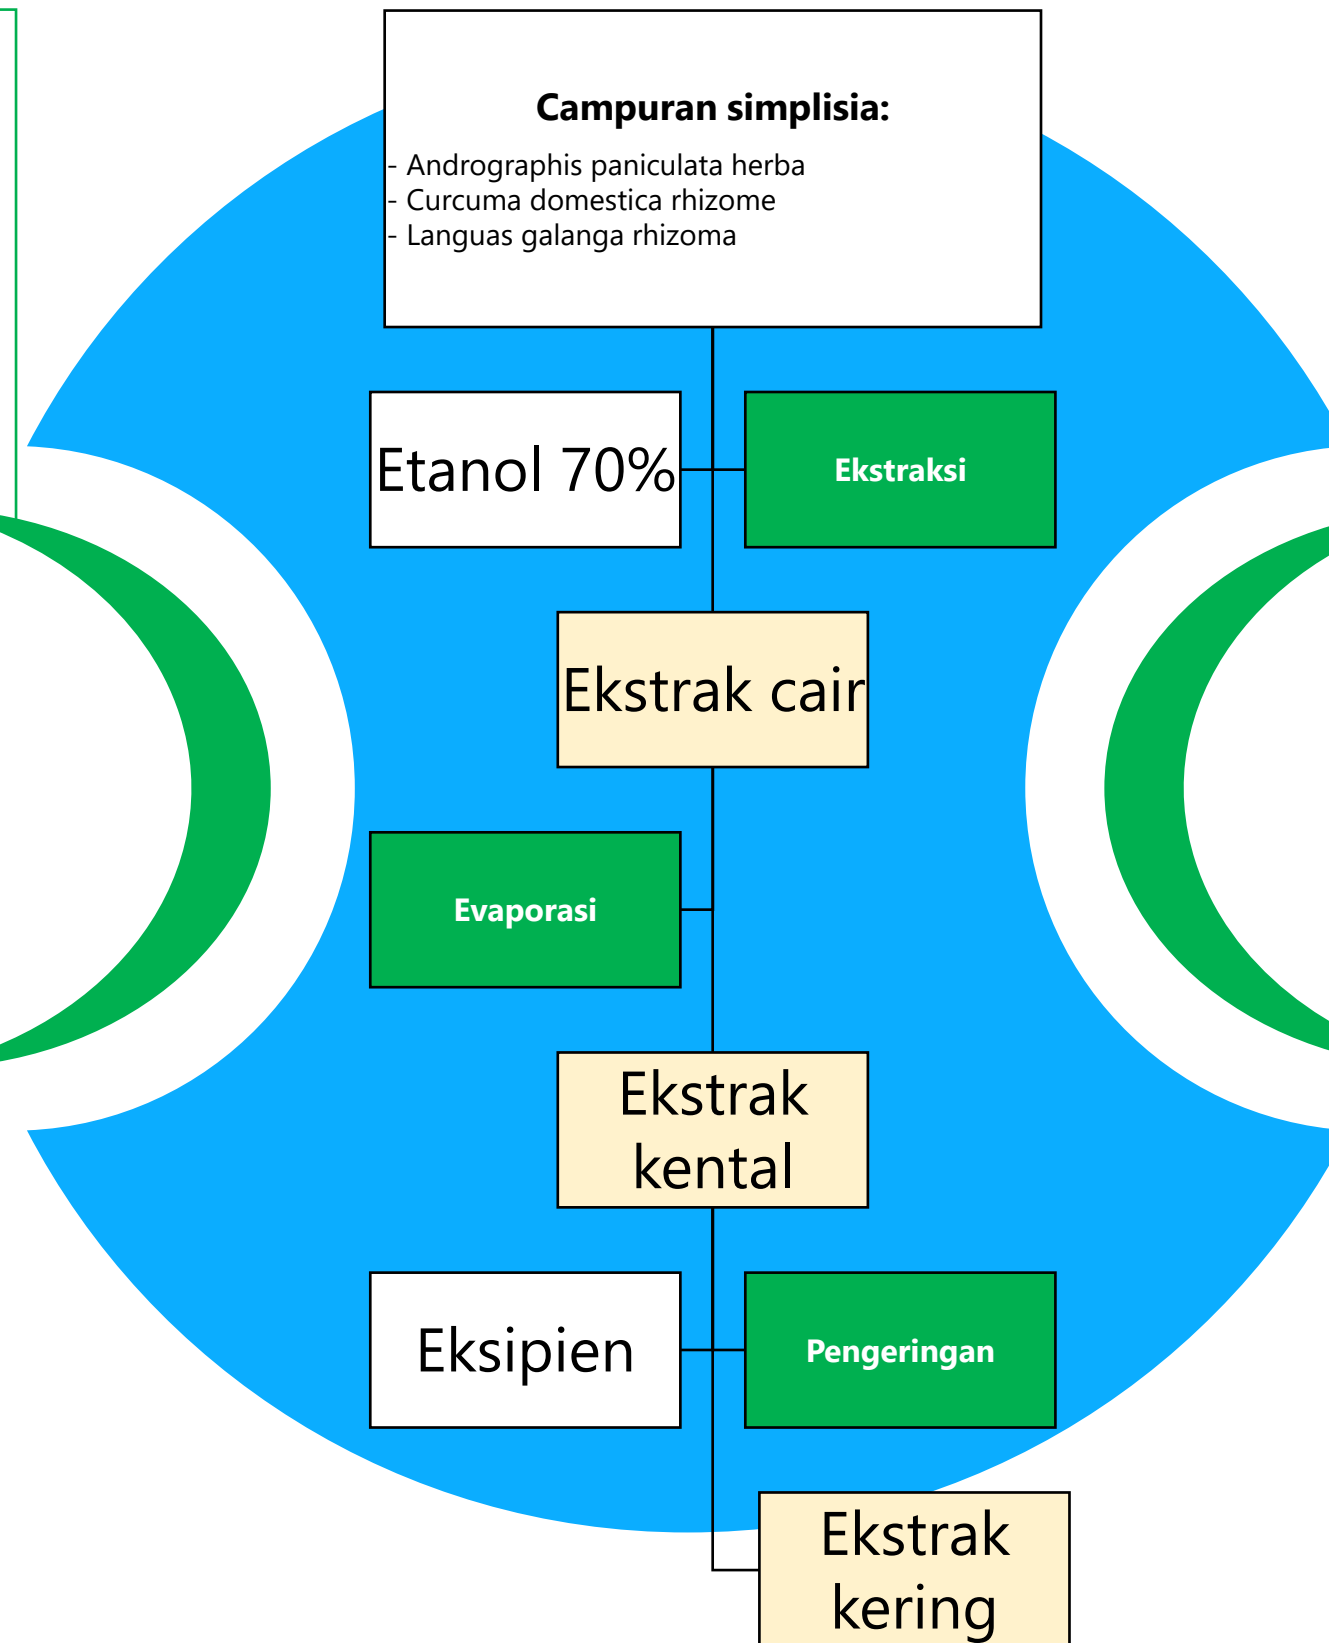 Campuran simplisia:
- Andrographis paniculata herba
- Curcuma domestica rhizome
- Languas galanga rhizoma
Etanol 70%
Ekstraksi
Ekstrak cair
Evaporasi
Ekstrak
kental
Eksipien
Pengeringan
Ekstrak
kering